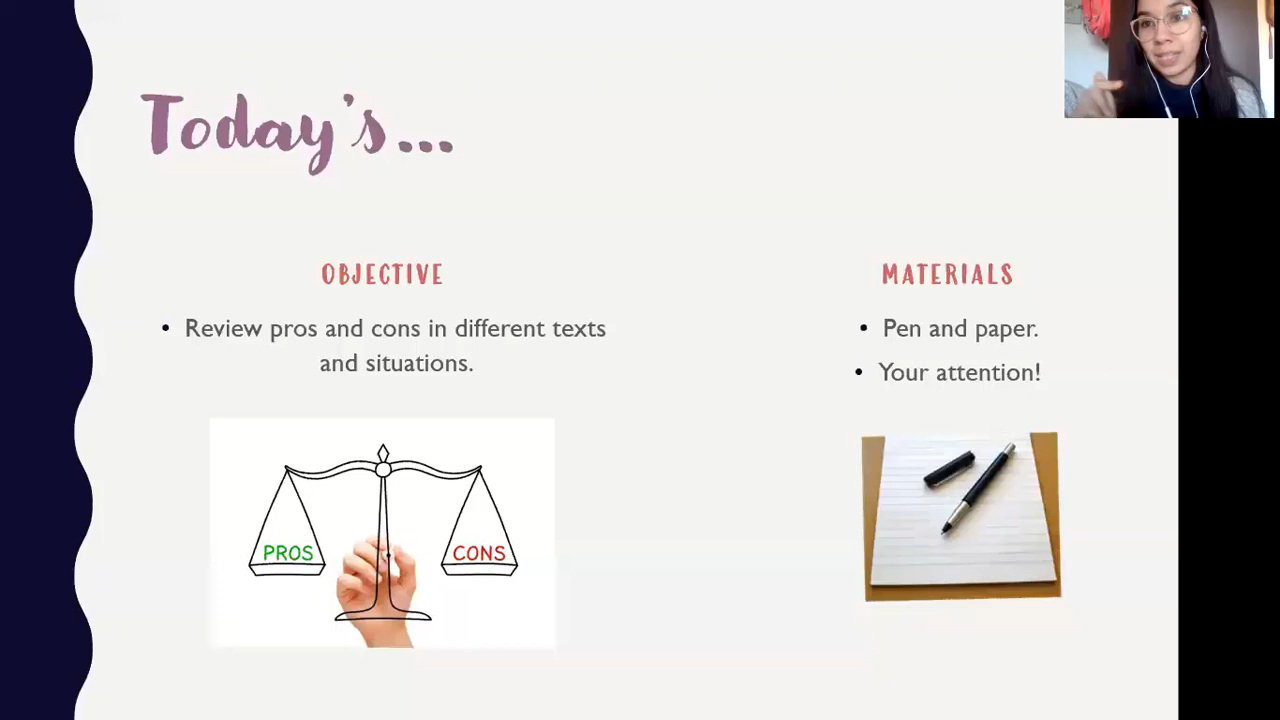 Today's...
OBJECTIVE
• Review pros and cons in different texts
and situations.
PROS
CONS
MATERIALS
• Pen and paper.
• Your attention!